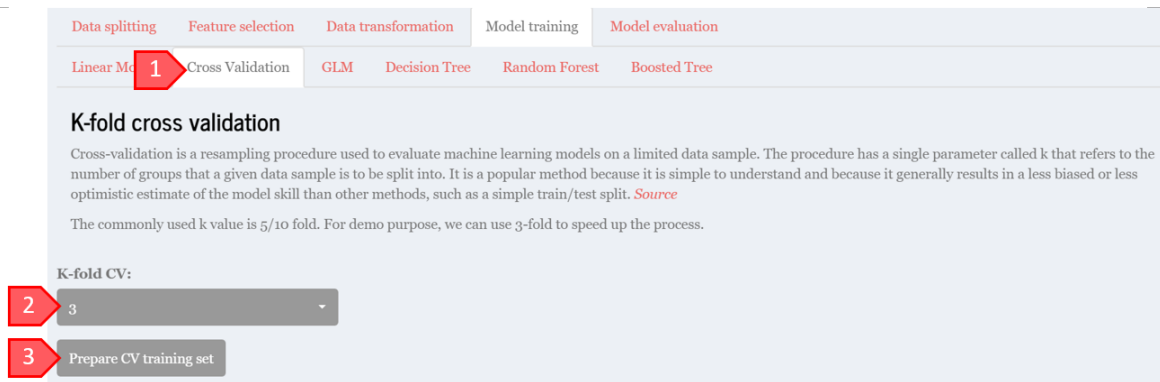 Data splitting Feature selection Data transformation Model training Model evaluation
Linear 1 Cross Validation GLM Decision Tree Random Forest Boosted Tree
K-fold cross validation
Cross-validation is a resampling procedure used to evaluate machine learning models on a limited data sample. The procedure has a single parameter called k that refers to the
number of groups that a given data sample is to be split into. It is a popular method because it is simple to understand and because it generally results in a less biased or less
optimistic estimate of the model skill than other methods, such as a simple train/test split. Source
The commonly used k value is 5/10 fold. For demo purpose, we can use 3-fold to speed up the process.
K-fold CV:
2 3
3 Prepare CV training set